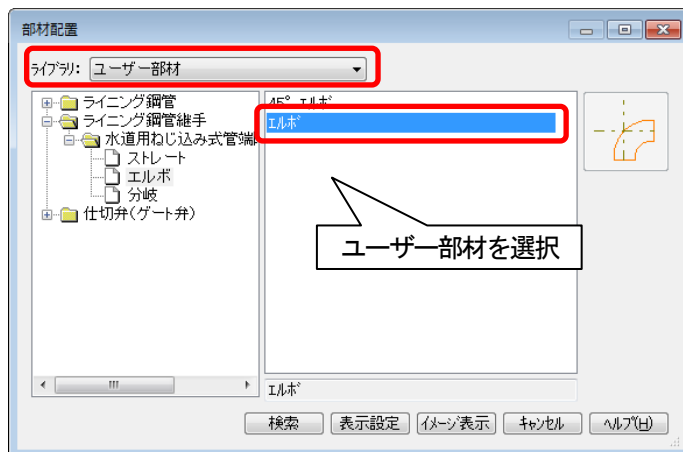 部材配置
ﾗｲﾌﾞﾗﾘ: ユーザー部材
ライニング鋼管
ライニング鋼管継手
水道用ねじ込み式管端
ストレート
エルボ
分岐
仕切弁(ゲート弁)
45° ｴﾙﾎﾞ
ｴﾙﾎﾞ
ユーザー部材を選択
ｴﾙﾎﾞ
検索 表示設定 ｲﾒｰｼﾞ表示 ｷｬﾝｾﾙ ﾍﾙﾌﾟ(H)